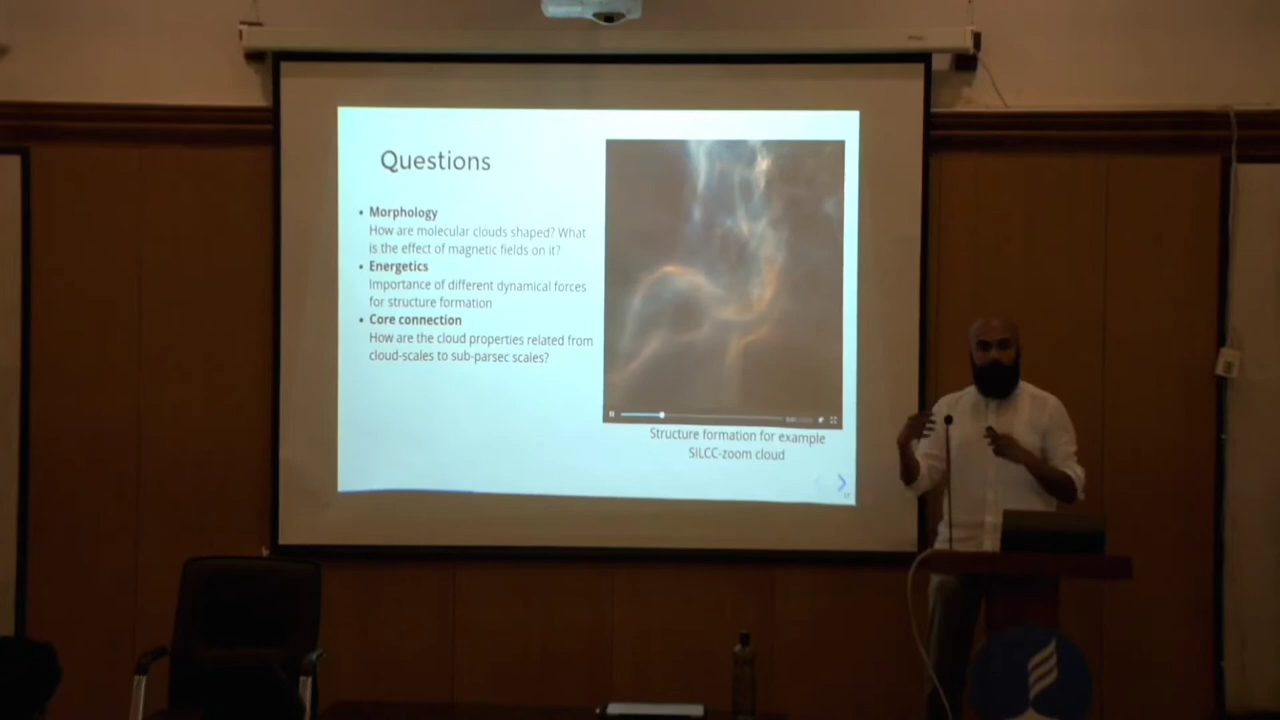 Questions
• Morphology
How are molecular clouds shaped? What
is the effect of magnetic fields on it?
• Energetics
Importance of different dynamical forces
for structure formation
• Core connection
How are the cloud properties related from
cloud-scales to sub-parsec scales?
Structure formation for example
SILCC-zoom cloud